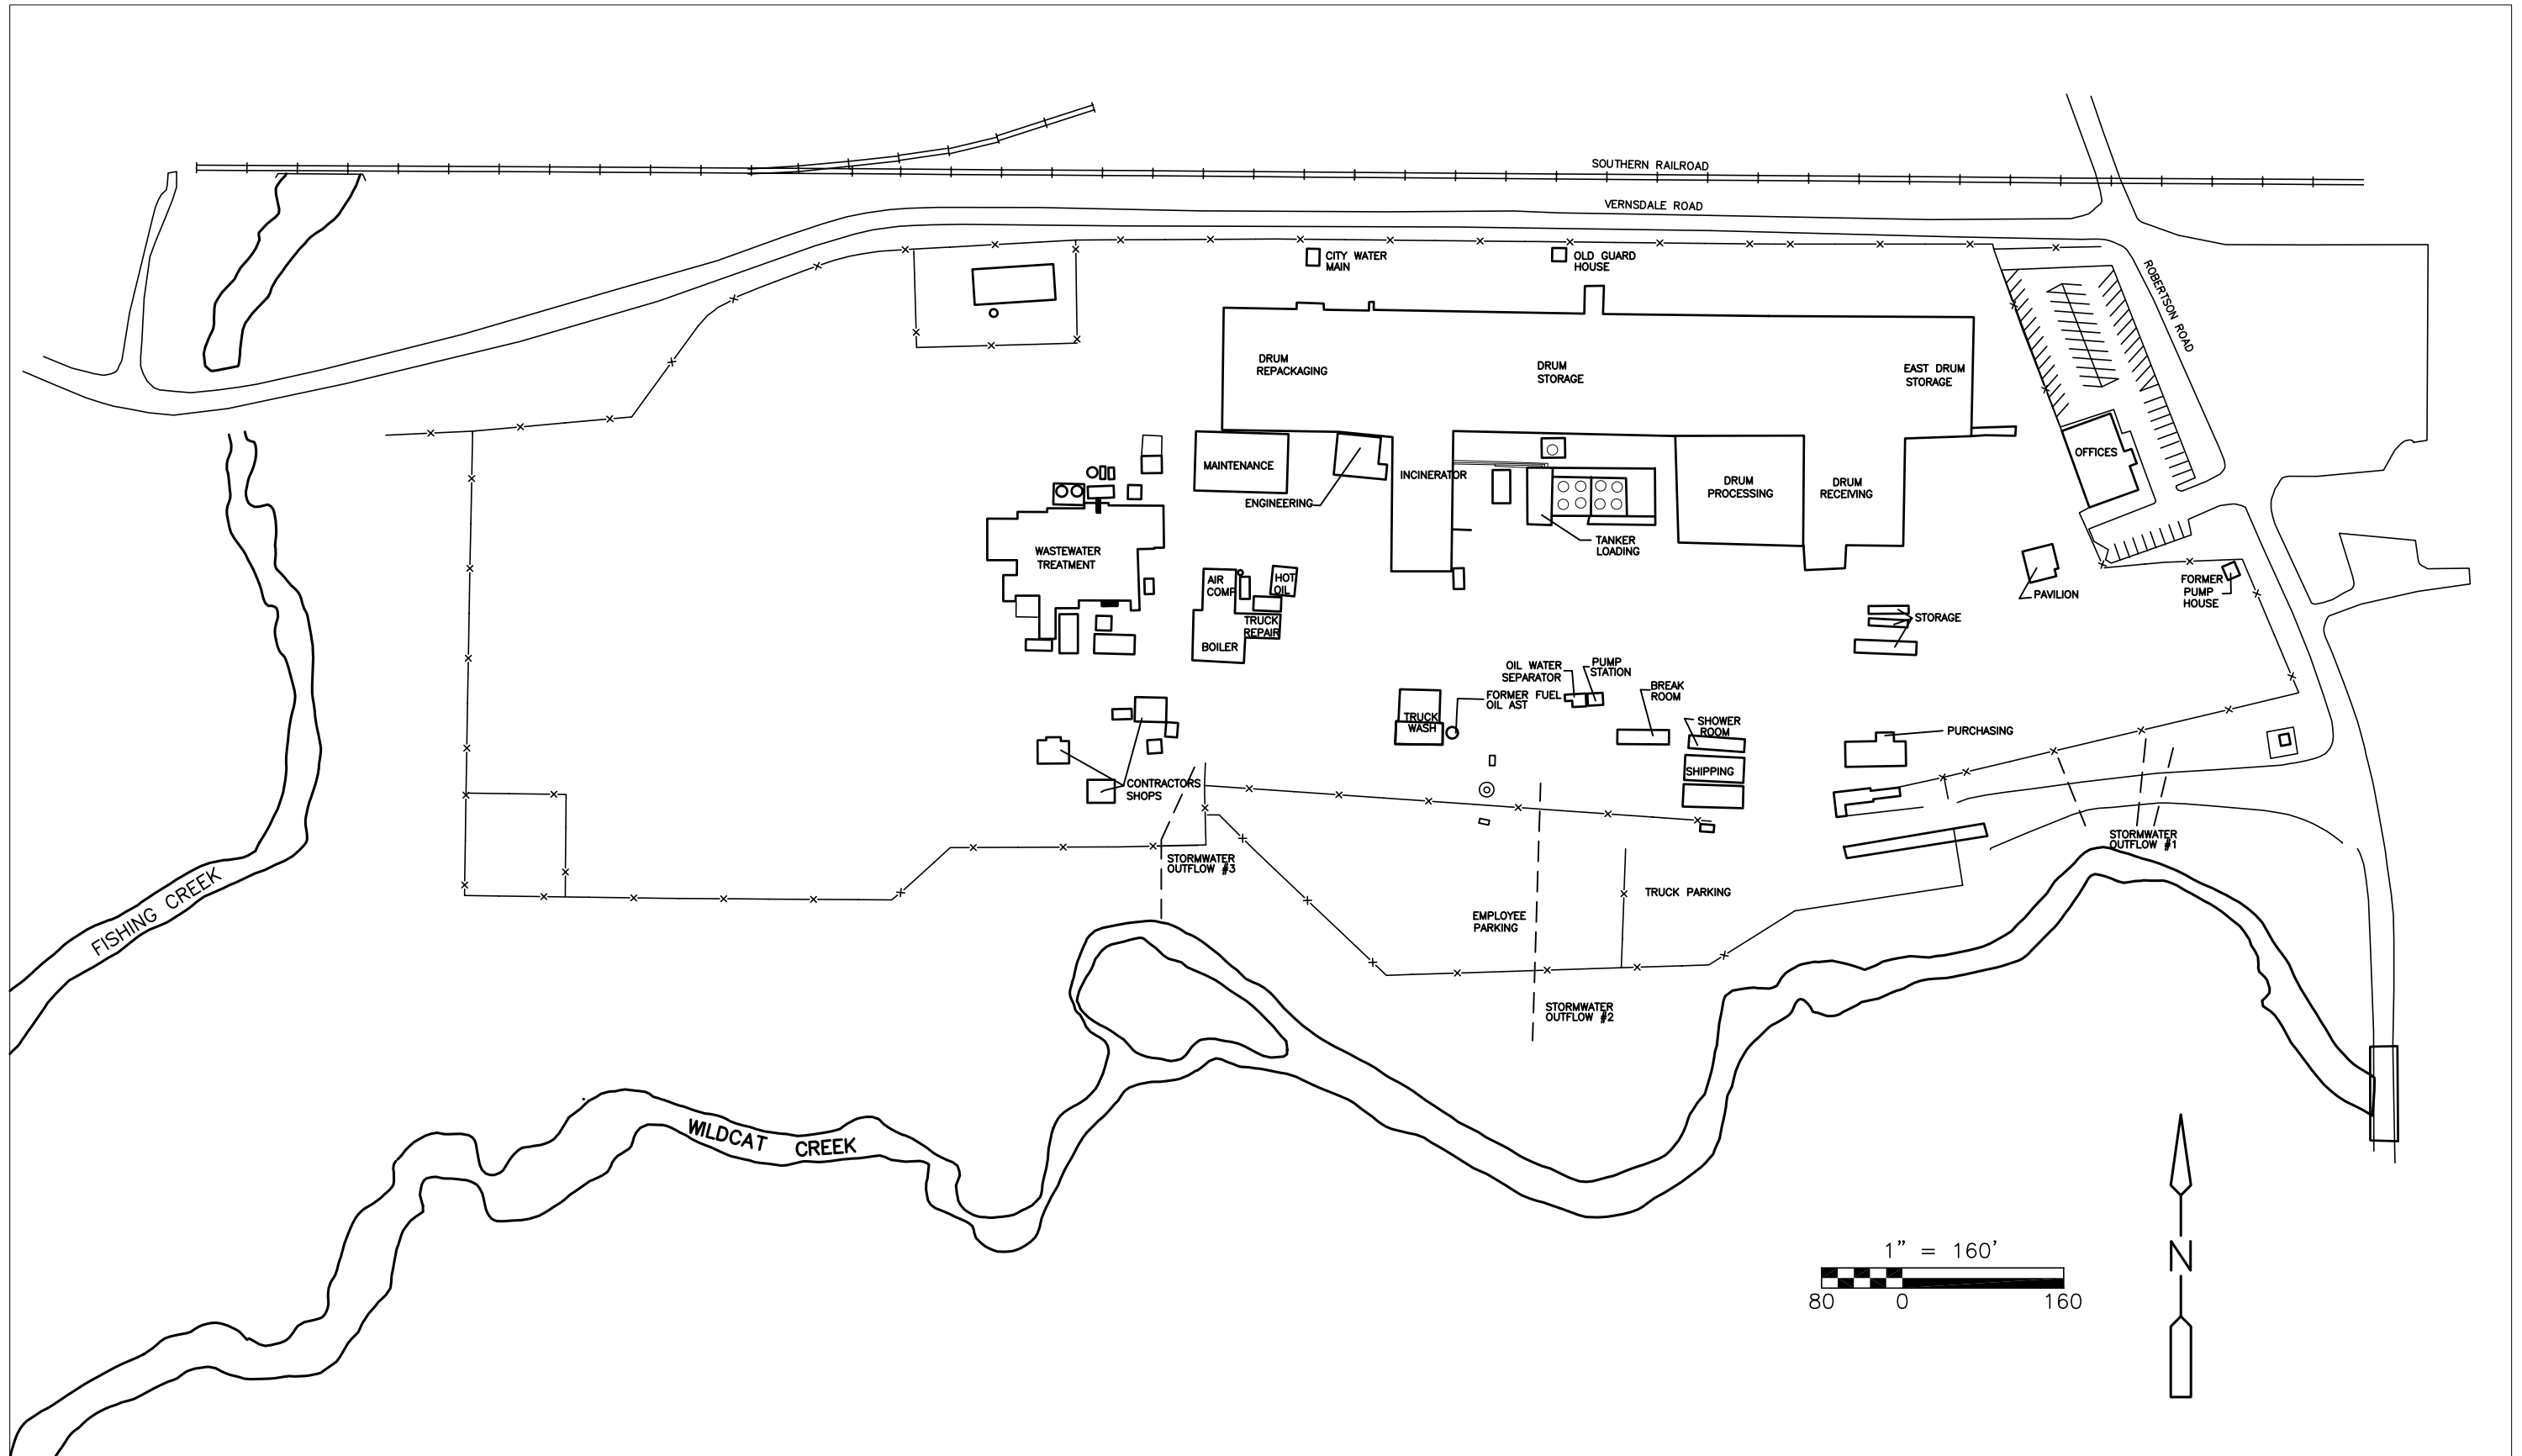 SOUTHERN RAILROAD
VERNSDALE ROAD
ROBERTSON ROAD
CITY WATER
MAIN
OLD GUARD
HOUSE
DRUM
REPACKAGING
DRUM
STORAGE
EAST DRUM
STORAGE
OFFICES
MAINTENANCE
ENGINEERING
INCINERATOR
DRUM
PROCESSING
DRUM
RECEIVING
TANKER
LOADING
WASTEWATER
TREATMENT
AIR
COMP
HOT
OIL
TRUCK
REPAIR
BOILER
PAVILION
FORMER
PUMP
HOUSE
STORAGE
OIL WATER
SEPARATOR
PUMP
STATION
BREAK
ROOM
FORMER FUEL
OIL AST
TRUCK
WASH
SHOWER
ROOM
SHIPPING
PURCHASING
CONTRACTORS
SHOPS
STORMWATER
OUTFLOW #1
STORMWATER
OUTFLOW #3
TRUCK PARKING
EMPLOYEE
PARKING
STORMWATER
OUTFLOW #2
FISHING CREEK
WILDCAT CREEK
1" = 160'
80 0 160
N